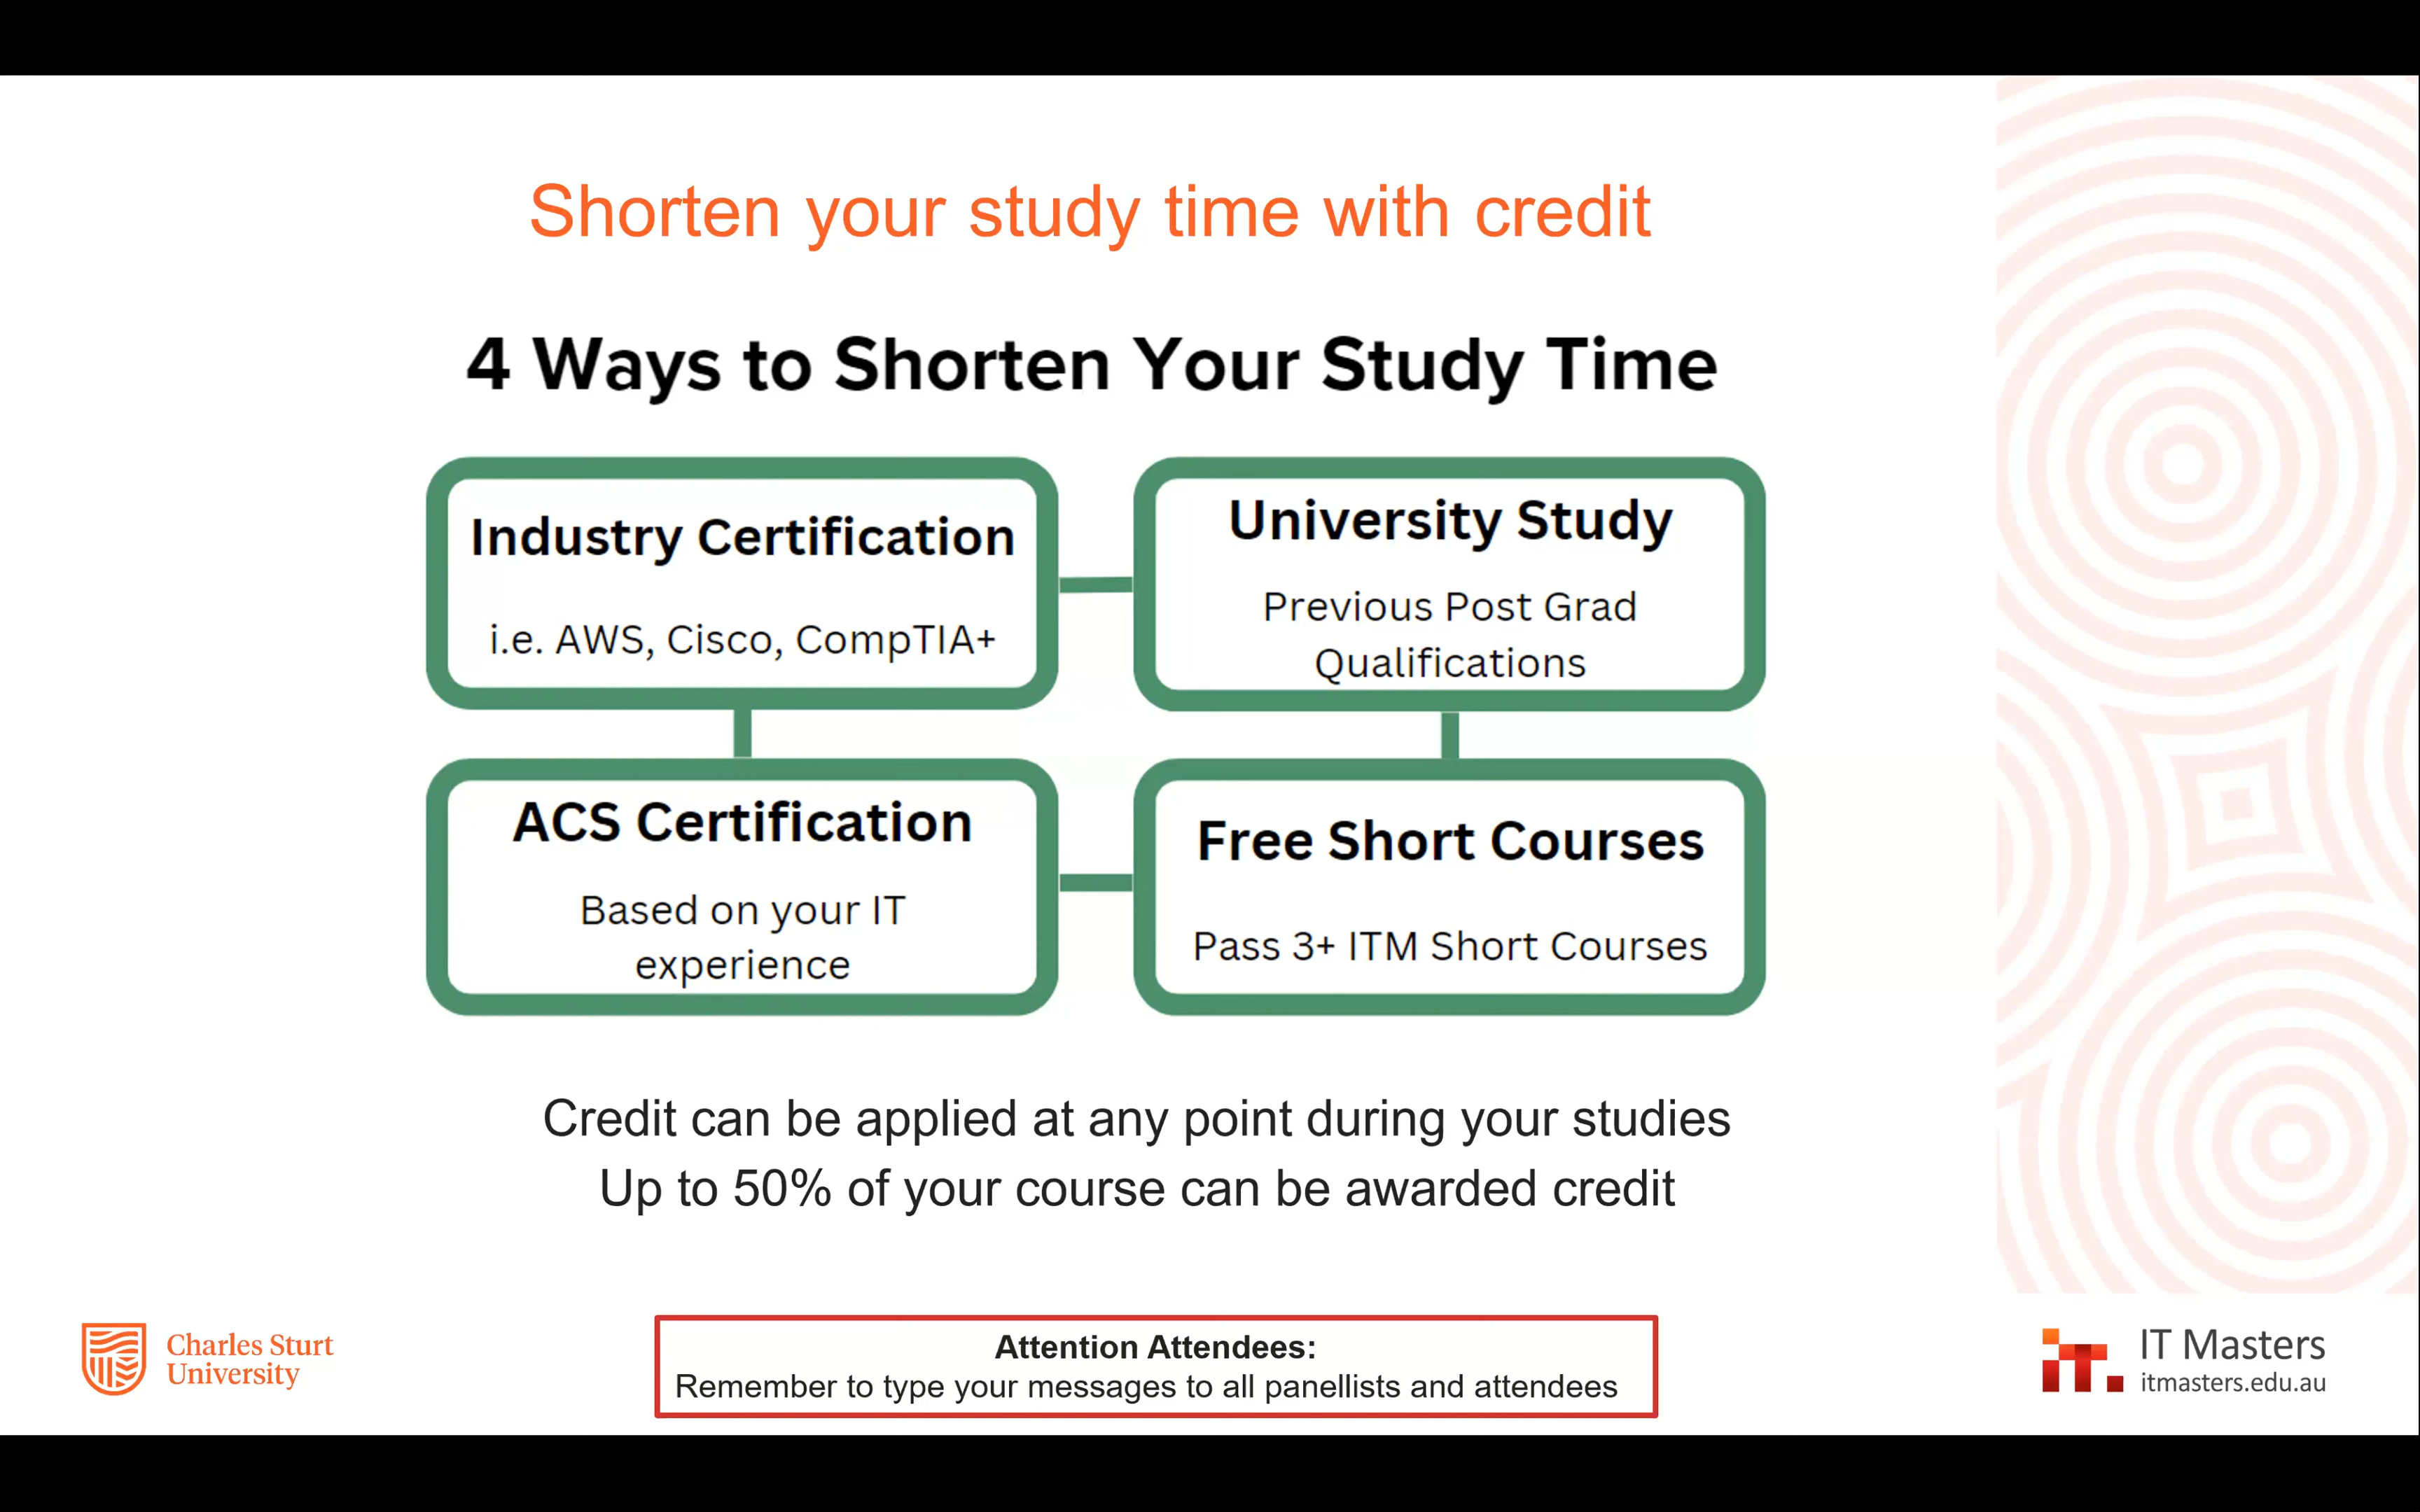 Shorten your study time with credit
4 Ways to Shorten Your Study Time
Industry Certification
i.e. AWS, Cisco, CompTIA+
University Study
Previous Post Grad
Qualifications
ACS Certification
Based on your IT
experience
Free Short Courses
Pass 3+ ITM Short Courses
Credit can be applied at any point during your studies
Up to 50% of your course can be awarded credit
Charles Sturt
University
Attention Attendees:
Remember to type your messages to all panellists and attendees
it.
IT Masters
itmasters.edu.au